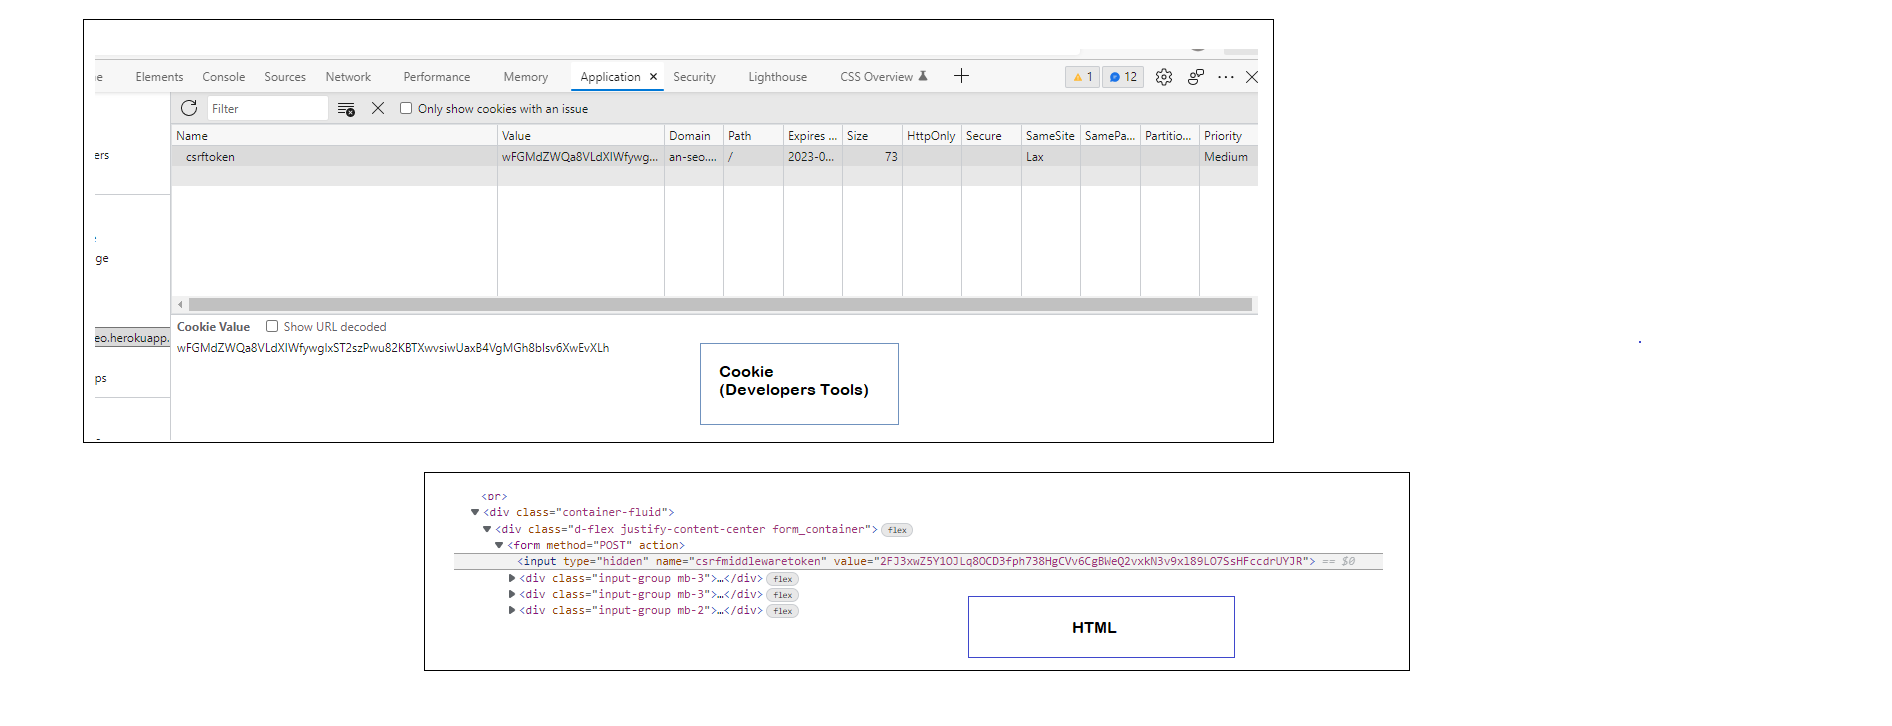 ne Elements Console Sources Network Performance Memory Application × Security Lighthouse CSS Overview 1 12
Filter Only show cookies with an issue
Name Value Domain Path Expires ... Size HttpOnly Secure SameSite SamePa... Partitio... Priority
csrftoken wFGMdZWQa8VLdXIWfywg... an-seo.... / 2023-0... 73 Lax Medium
ers
ge
eo.herokuapp.
ps
Cookie Value Show URL decoded
wFGMdZWQa8VLdXIWfywgIxST2szPwu82KBTXwvsiwUaxB4VgMGh8bIsv6XwEvXLh
Cookie
(Developers Tools)
<br>
<div class="container-fluid">
<div class="d-flex justify-content-center form_container"> flex
<form method="POST" action>
<input type="hidden" name="csrfmiddlewaretoken" value="2FJ3xwZ5Y1OJLq8OCD3fph738HgCVv6CgBWeQ2vxkN3v9xl89LO7SsHFccdrUYJR"> == $0
<div class="input-group mb-3">…</div> flex
<div class="input-group mb-3">…</div> flex
<div class="input-group mb-2">…</div> flex
HTML